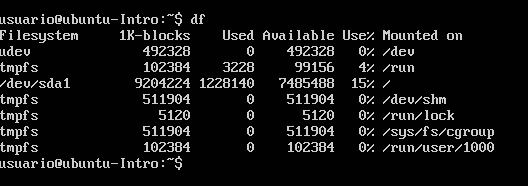 usuario@ubuntu-Intro:~$ df
Filesystem     1K-blocks    Used Available Use% Mounted on
udev              492328       0    492328   0% /dev
tmpfs             102384    3228     99156   4% /run
/dev/sda1        9204224 1228140   7485488  15% /
tmpfs             511904       0    511904   0% /dev/shm
tmpfs               5120       0      5120   0% /run/lock
tmpfs             511904       0    511904   0% /sys/fs/cgroup
tmpfs             102384       0    102384   0% /run/user/1000
usuario@ubuntu-Intro:~$